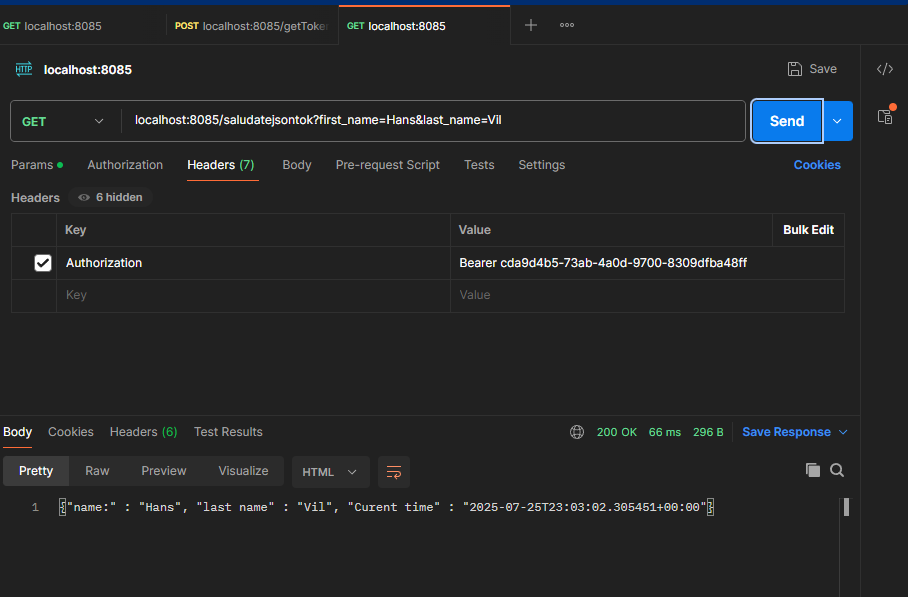 GET localhost:8085
POST localhost:8085/getToker
GET localhost:8085
HTTP localhost:8085
Save
GET
localhost:8085/saludatejsontok?first_name=Hans&last_name=Vil
Send
Params
Authorization
Headers (7)
Body
Pre-request Script
Tests
Settings
Cookies
Headers
6 hidden
Key
Value
Bulk Edit
Authorization
Bearer cda9d4b5-73ab-4a0d-9700-8309dfba48ff
Key
Value
Body
Cookies
Headers (6)
Test Results
200 OK
66 ms
296 B
Save Response
Pretty
Raw
Preview
Visualize
HTML
1
{"name:" : "Hans", "last name" : "Vil", "Curent time" : "2025-07-25T23:03:02.305451+00:00"}